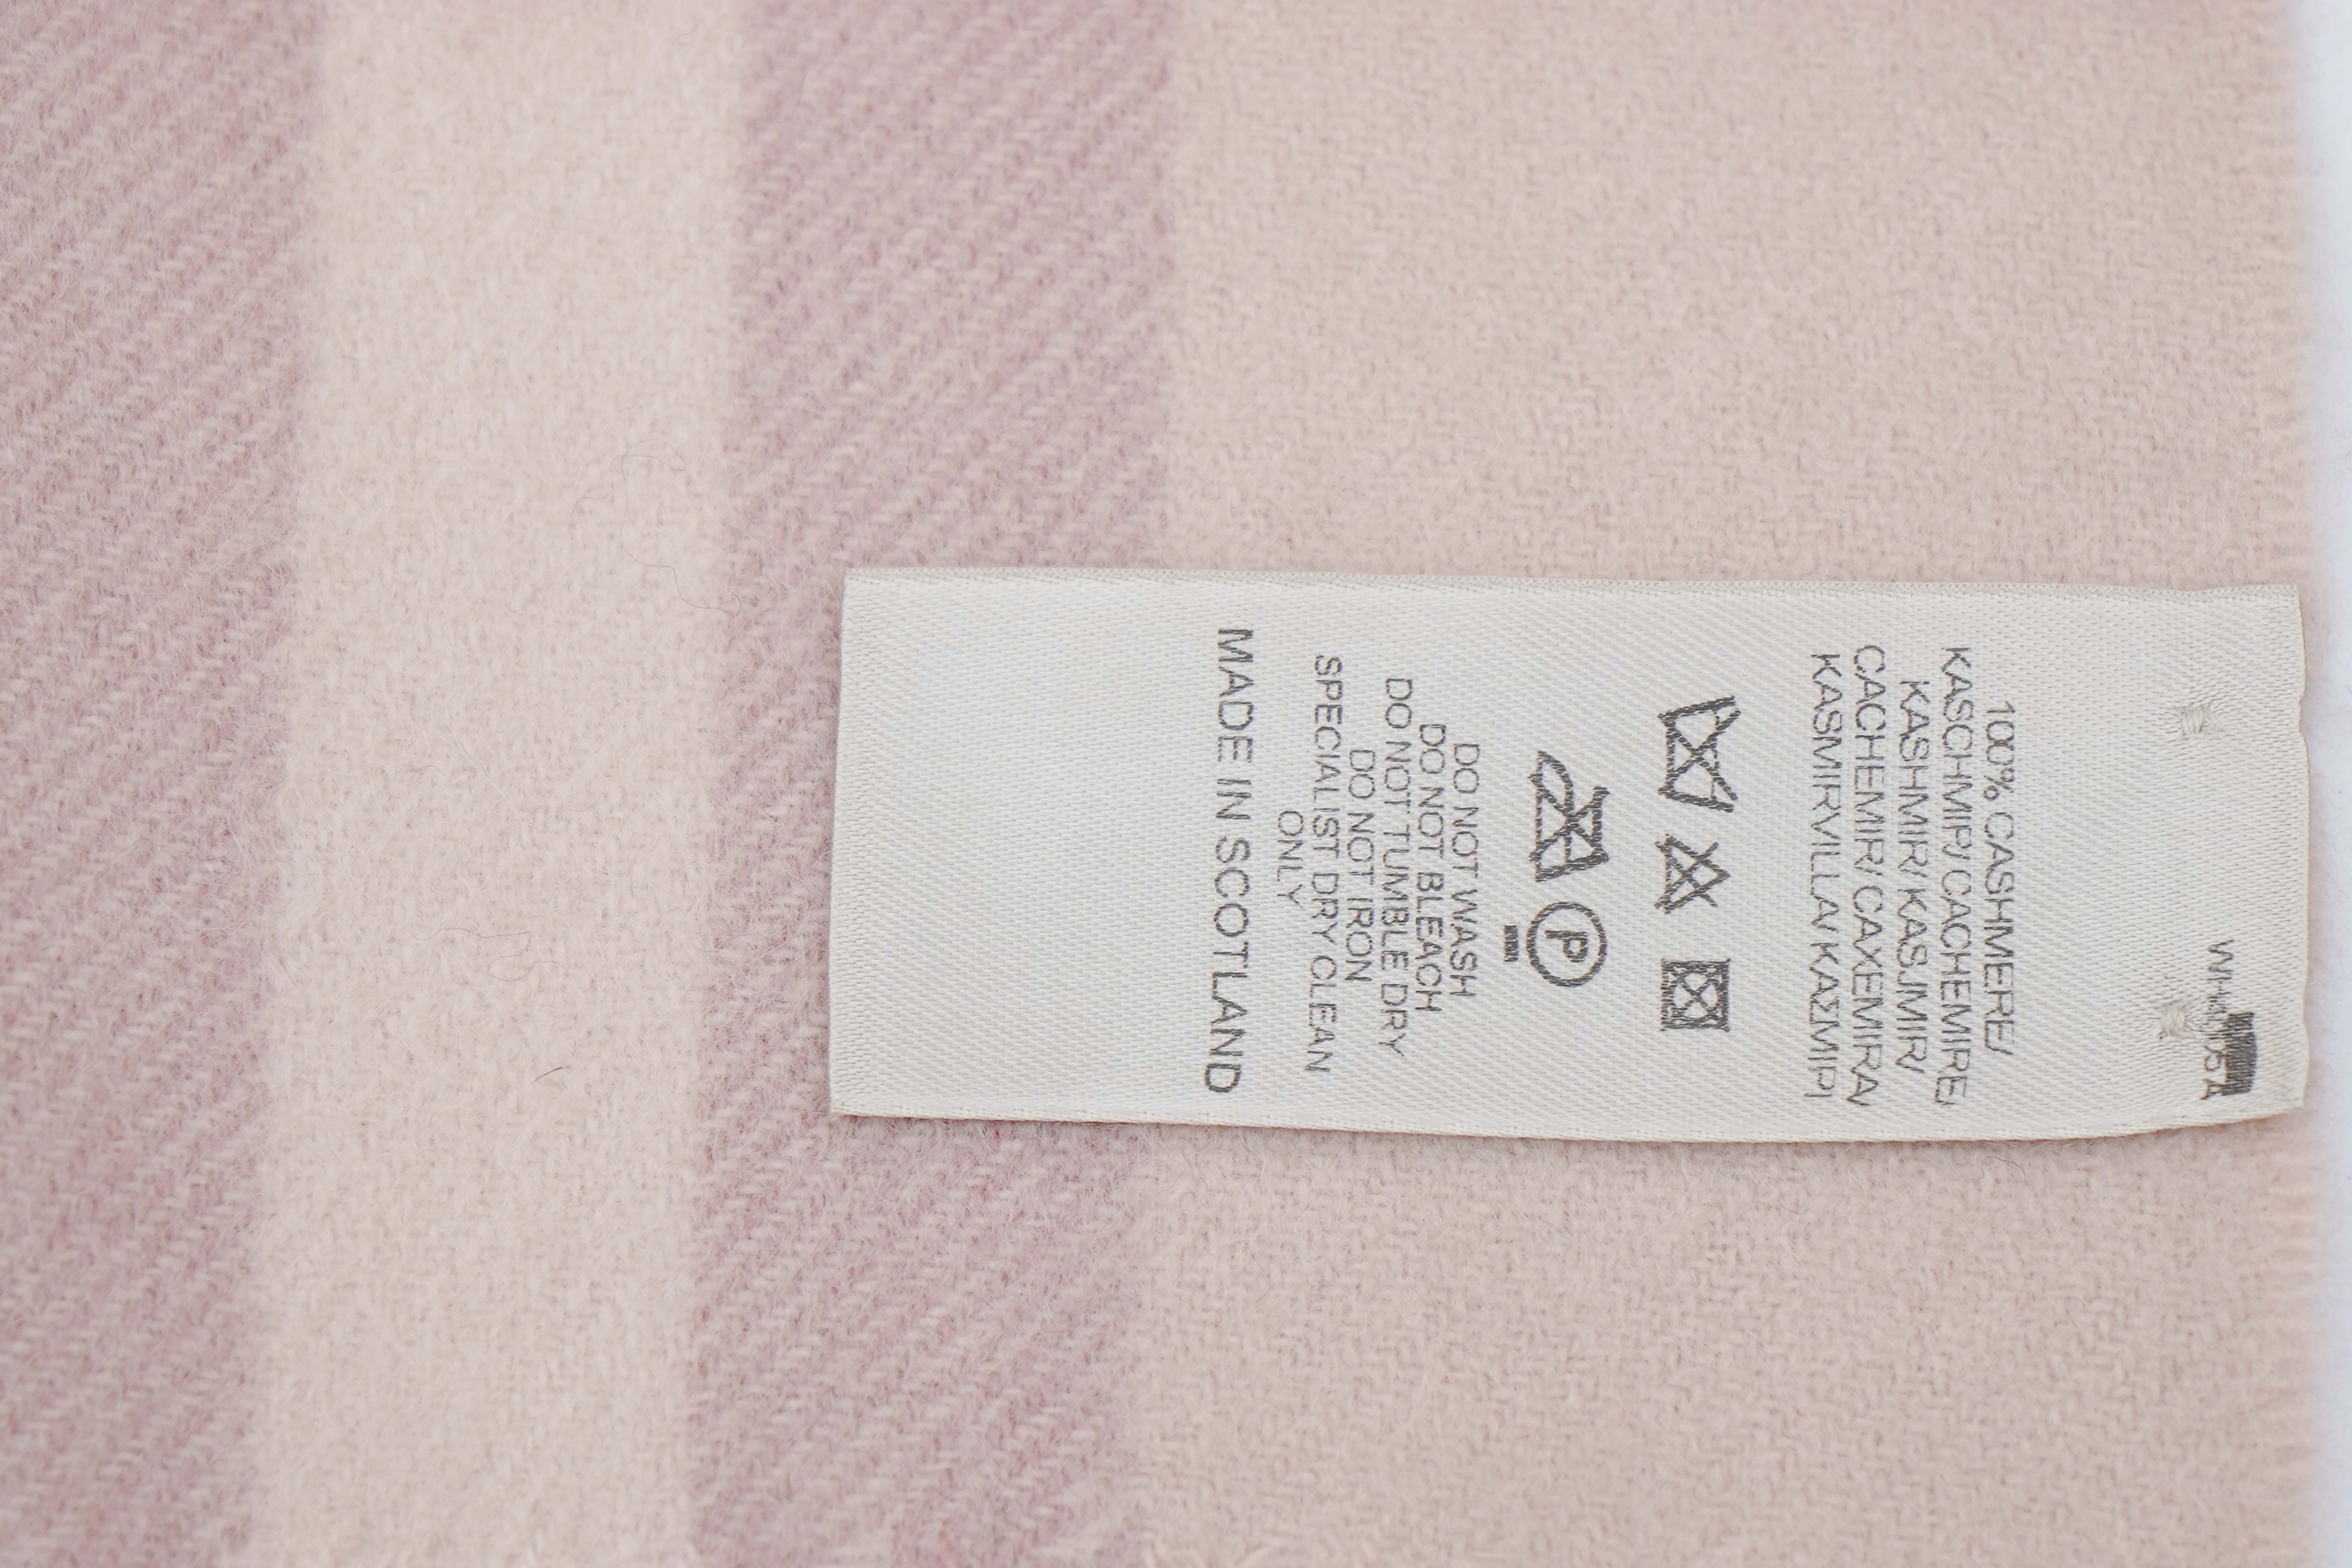 100% CASHMERE/
KASCHMIR/ CACHEMIRE/
KASHMIR/ KASJMIR/
CACHEMIR/ CAXEMIRA/
KASMIRVILLA/ ΚΑΣΜΙΡΙ
P
DO NOT WASH
DO NOT BLEACH
DO NOT TUMBLE DRY
DO NOT IRON
SPECIALIST DRY CLEAN
ONLY
MADE IN SCOTLAND